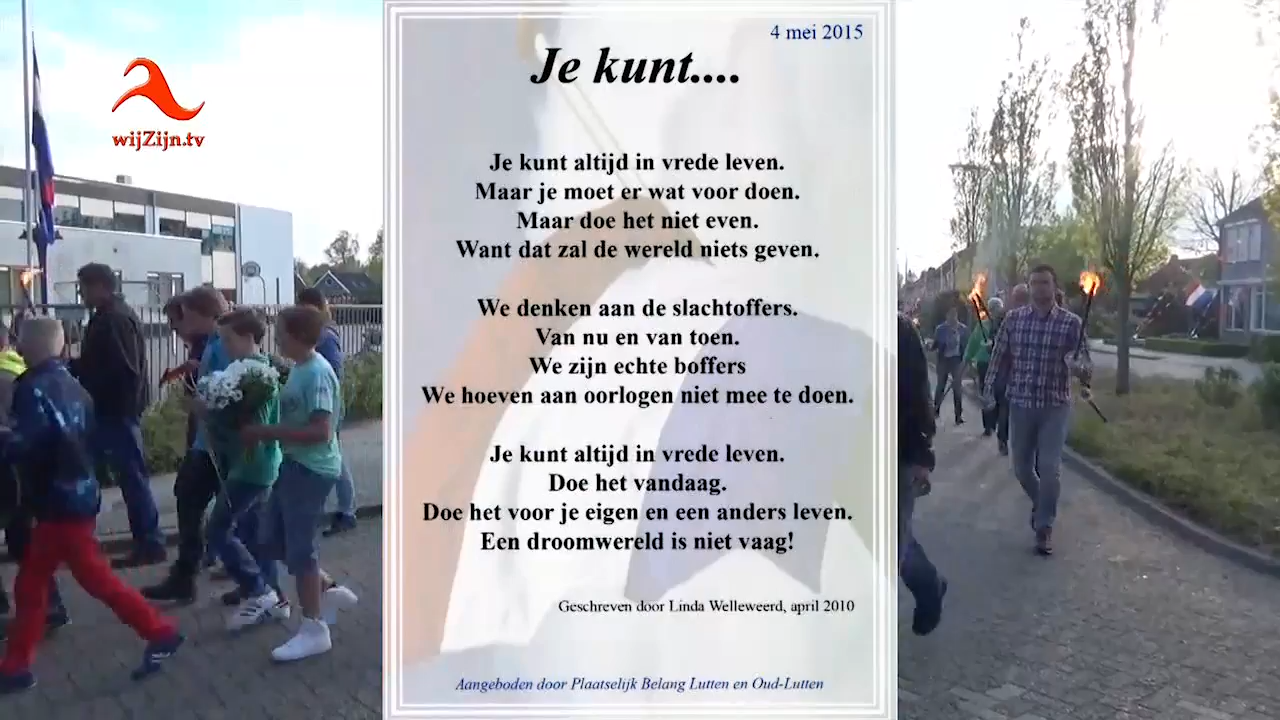 wijZijn.tv
4 mei 2015
Je kunt....
Je kunt altijd in vrede leven.
Maar je moet er wat voor doen.
Maar doe het niet even.
Want dat zal de wereld niets geven.
We denken aan de slachtoffers.
Van nu en van toen.
We zijn echte boffers
We hoeven aan oorlogen niet mee te doen.
Je kunt altijd in vrede leven.
Doe het vandaag.
Doe het voor je eigen en een anders leven.
Een droomwereld is niet vaag!
Geschreven door Linda Welleweerd, april 2010
Aangeboden door Plaatselijk Belang Lutten en Oud-Lutten